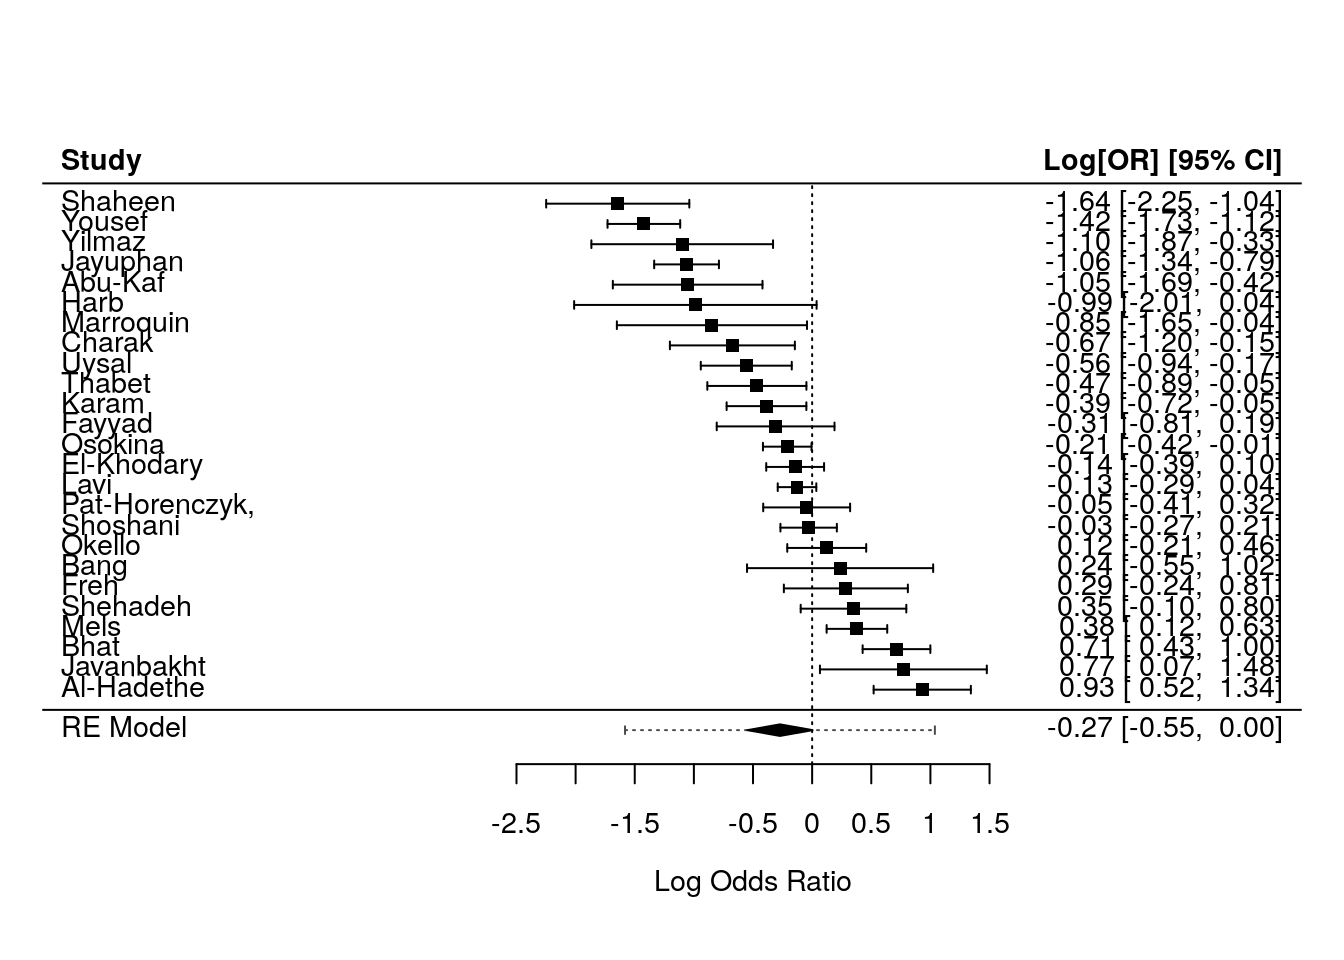 Study Log[OR] [95% CI]
Shaheen -1.64 [-2.25, -1.04]
Yousef -1.42 [-1.73, -1.12]
Yilmaz -1.10 [-1.87, -0.33]
Jayuphan -1.06 [-1.34, -0.79]
Abu-Kaf -1.05 [-1.69, -0.42]
Harb -0.99 [-2.01, 0.04]
Marroquin -0.85 [-1.65, -0.04]
Charak -0.67 [-1.20, -0.15]
Uysal -0.56 [-0.94, -0.17]
Thabet -0.47 [-0.89, -0.05]
Karam -0.39 [-0.72, -0.05]
Fayyad -0.31 [-0.81, 0.19]
Osokina -0.21 [-0.42, -0.01]
El-Khodary -0.14 [-0.39, 0.10]
Lavi -0.13 [-0.29, 0.04]
Pat-Horenczyk, -0.05 [-0.41, 0.32]
Shoshani -0.03 [-0.27, 0.21]
Okello 0.12 [-0.21, 0.46]
Bang 0.24 [-0.55, 1.02]
Freh 0.29 [-0.24, 0.81]
Shehadeh 0.35 [-0.10, 0.80]
Mels 0.38 [ 0.12, 0.63]
Bhat 0.71 [ 0.43, 1.00]
Javanbakht 0.77 [ 0.07, 1.48]
Al-Hadethe 0.93 [ 0.52, 1.34]
RE Model -0.27 [-0.55, 0.00]
-2.5 -1.5 -0.5 0 0.5 1 1.5
Log Odds Ratio